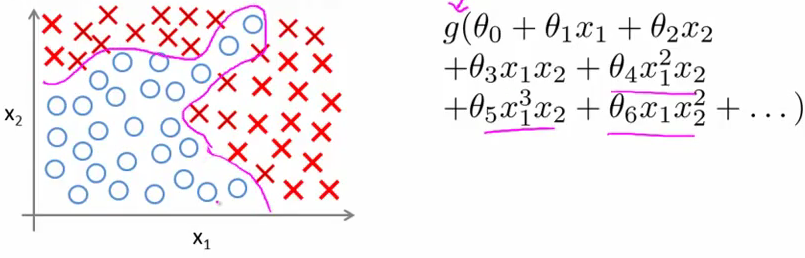 x₂
x₁
g(θ₀ + θ₁x₁ + θ₂x₂
+θ₃x₁x₂ + θ₄x₁²x₂
+θ₅x₁³x₂ + θ₆x₁x₂² + ...)